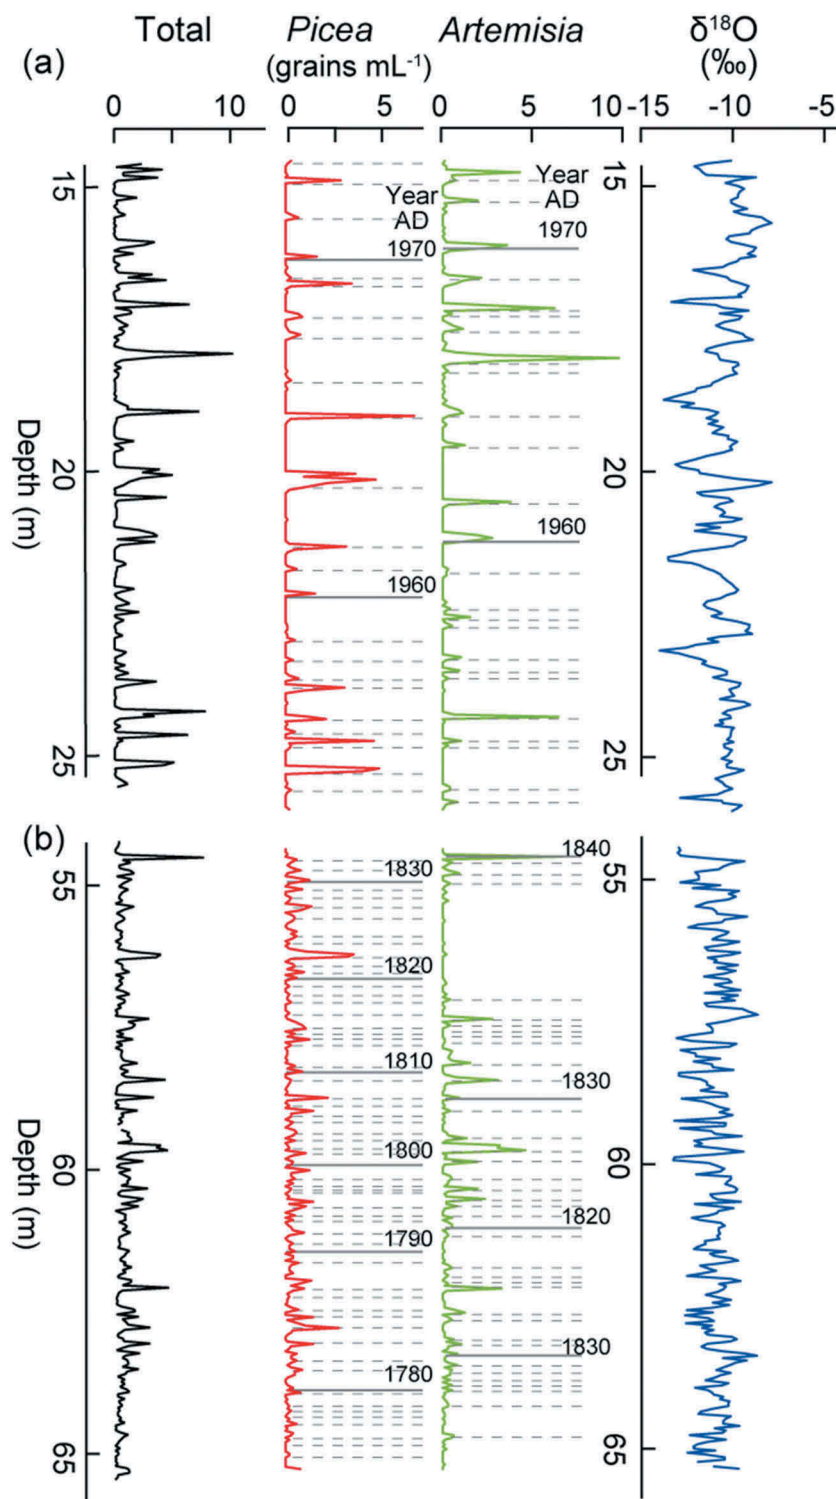 Total Picea Artemisia δ18O
(a) (grains mL-1) (‰)
0 10 0 5 0 5 10 -15 -10 -5
15 Year Year 15
AD AD
1970 1970
Depth (m) 20 20
1960
1960
25 25
(b) 1840
55 1830 55
1820
1810 1830
Depth (m) 60 1800 60
1820
1790
1830
1780
65 65